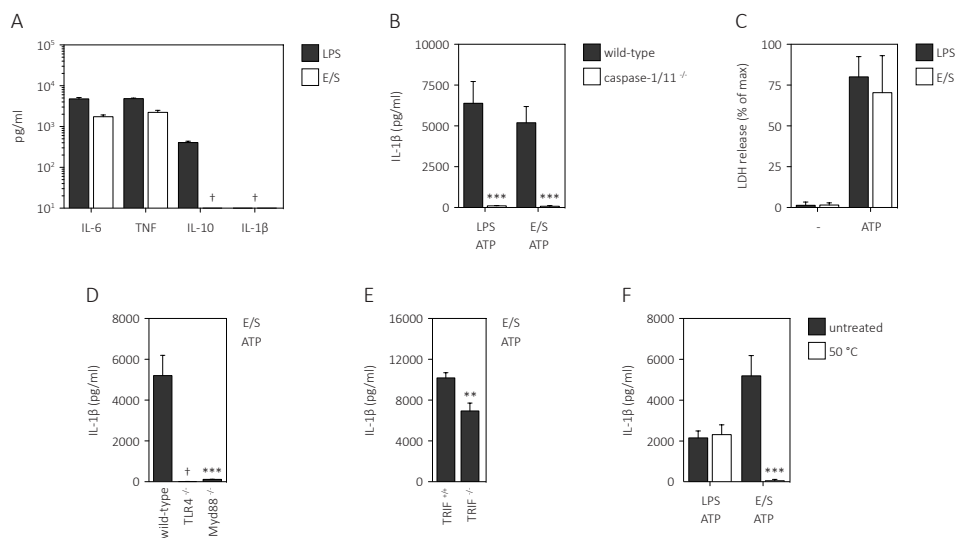 A
pg/ml
10⁵
10⁴
10³
10²
10¹
†
†
IL-6 TNF IL-10 IL-1β
LPS
E/S
B
IL-1β (pg/ml)
10000
7500
5000
2500
0
***
***
LPS E/S
ATP ATP
wild-type
caspase-1/11 -/-
C
LDH release (% of max)
100
75
50
25
0
- ATP
LPS
E/S
D
IL-1β (pg/ml)
8000
6000
4000
2000
0
†
***
wild-type
TLR4 -/-
Myd88 -/-
E/S
ATP
E
IL-1β (pg/ml)
16000
12000
8000
4000
0
**
TRIF +/+
TRIF -/-
E/S
ATP
F
IL-1β (pg/ml)
8000
6000
4000
2000
0
***
LPS E/S
ATP ATP
untreated
50 °C